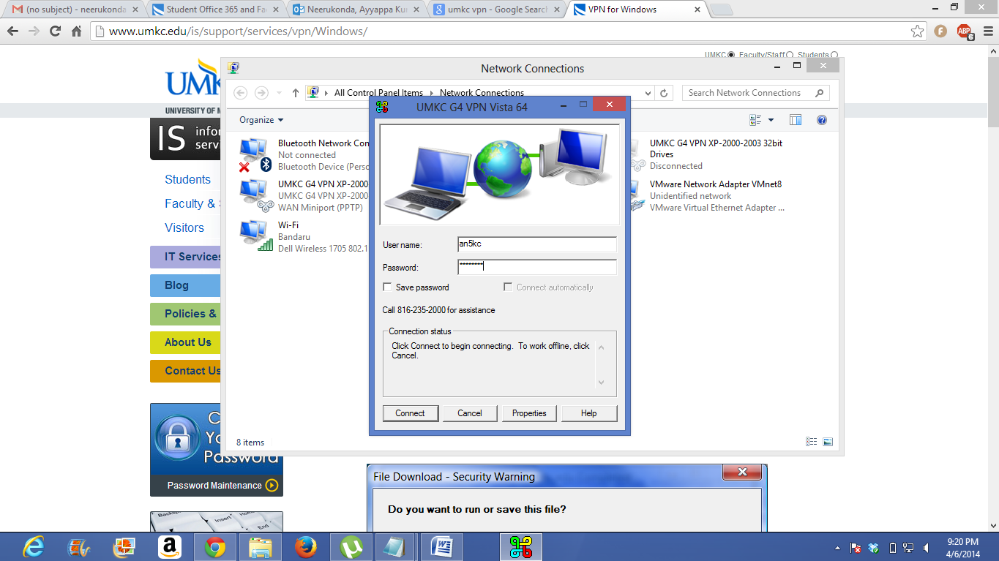 (no subject) - neerukonda
Student Office 365 and Fa
Neerukonda, Ayyappa Ku
umkc vpn - Google Search
VPN for Windows
www.umkc.edu/is/support/services/vpn/Windows/
ABP
6
UMKC Faculty/Staff Students
UMK
UNIVERSITY OF M
IS infor
servi
Students
Faculty &
Visitors
IT Services
Blog
Policies &
About Us
Contact Us
C
Yo
Password
Password Maintenance
Backsp
Insert
Home
End
Network Connections
All Control Panel Items
Network Connections
Search Network Connections
Organize
Bluetooth Network Con
Not connected
Bluetooth Device (Perso
UMKC G4 VPN XP-2000
UMKC G4 VPN XP-2000
WAN Miniport (PPTP)
Wi-Fi
Bandaru
Dell Wireless 1705 802.1
UMKC G4 VPN XP-2000-2003 32bit
Drives
Disconnected
VMware Network Adapter VMnet8
Unidentified network
VMware Virtual Ethernet Adapter ...
8 items
UMKC G4 VPN Vista 64
User name:
an5kc
Password:
********
Save password
Connect automatically
Call 816-235-2000 for assistance
Connection status
Click Connect to begin connecting. To work offline, click
Cancel.
Connect
Cancel
Properties
Help
File Download - Security Warning
Do you want to run or save this file?
9:20 PM
4/6/2014